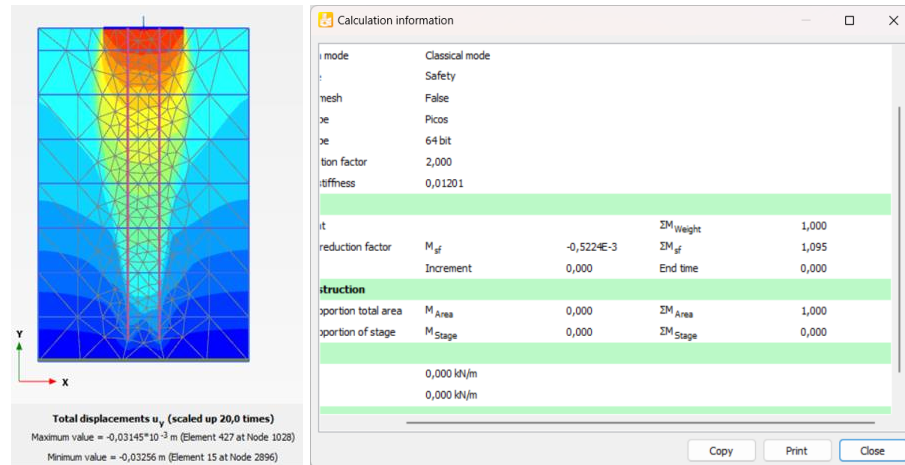 Y
X
Total displacements uy (scaled up 20,0 times)
Maximum value = -0,03145*10-3 m (Element 427 at Node 1028)
Minimum value = -0,03256 m (Element 15 at Node 2896)
Calculation information
mode Classical mode
Safety
mesh False
Picos
64 bit
tion factor 2,000
stiffness 0,01201
ΣMWeight 1,000
reduction factor Msf -0,5224E-3 ΣMsf 1,095
Increment 0,000 End time 0,000
struction
oportion total area MArea 0,000 ΣMArea 1,000
oportion of stage MStage 0,000 ΣMStage 0,000
0,000 kN/m
0,000 kN/m
Copy Print Close